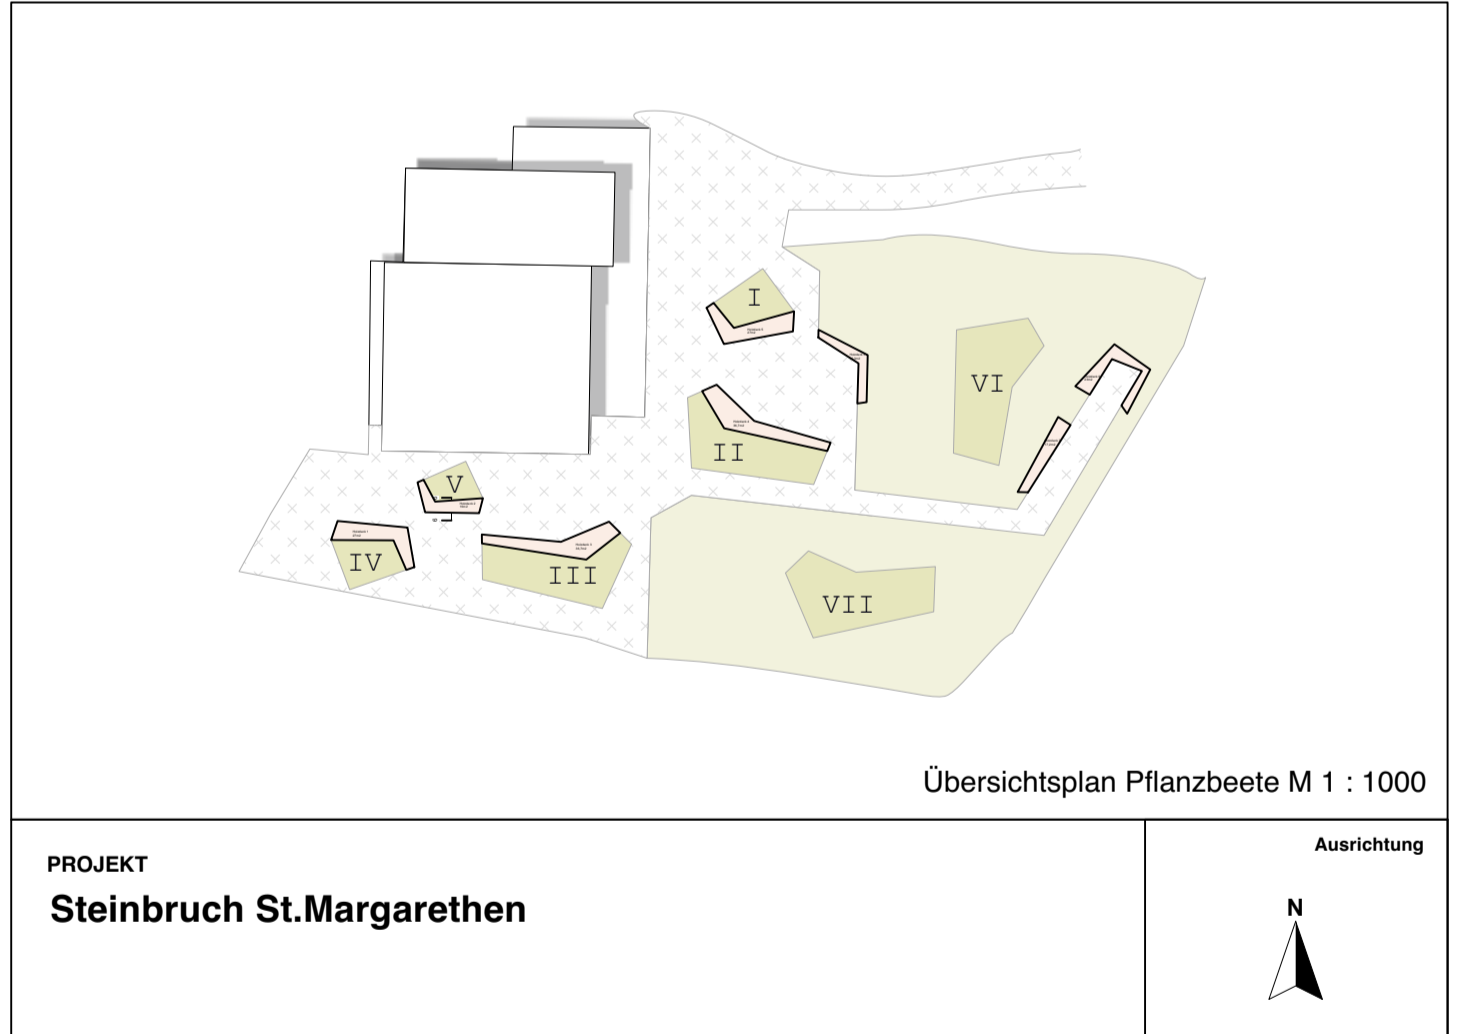 I
VI
II
V
IV
III
VII
Übersichtsplan Pflanzbeete M 1 : 1000
PROJEKT
Steinbruch St.Margarethen
Ausrichtung
N